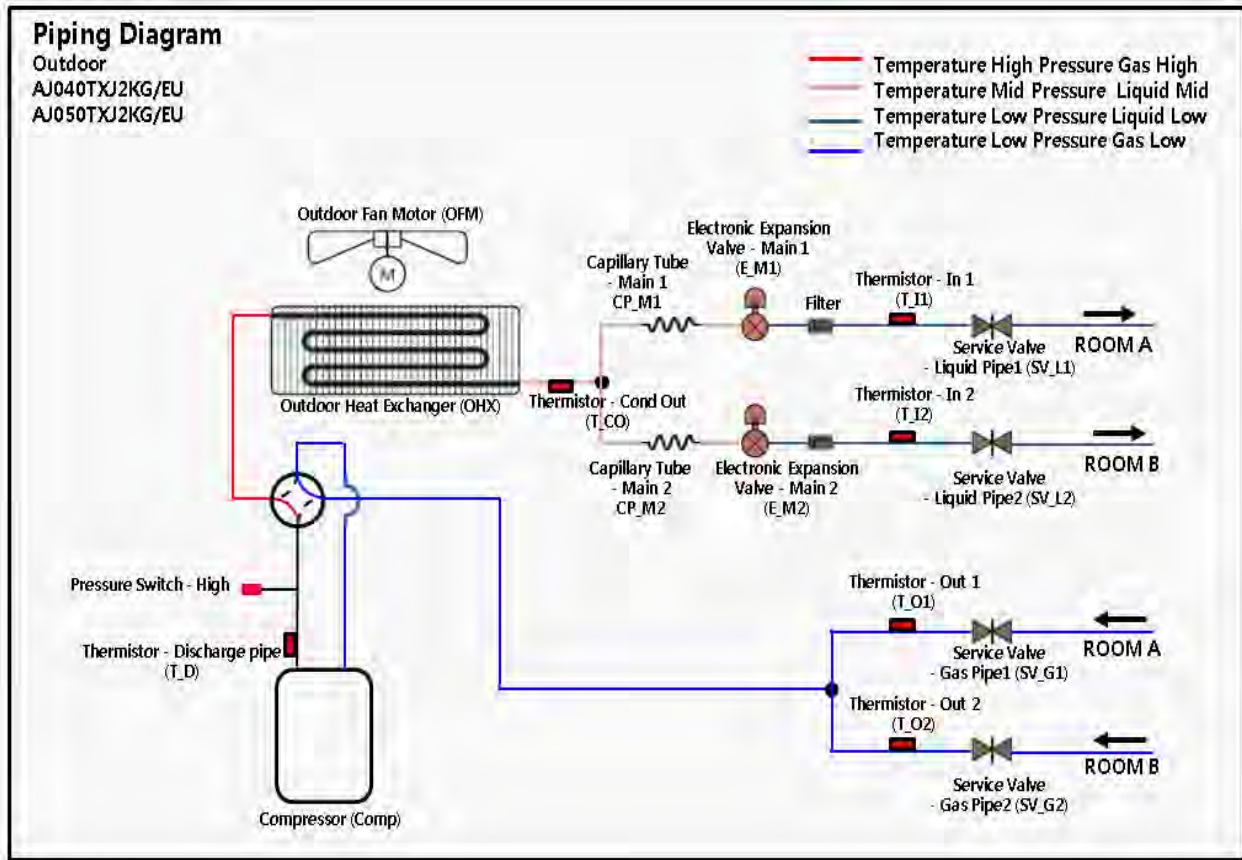 Piping Diagram
Outdoor
AJ040TXJ2KG/EU
AJ050TXJ2KG/EU
Temperature High Pressure Gas High
Temperature Mid Pressure Liquid Mid
Temperature Low Pressure Liquid Low
Temperature Low Pressure Gas Low
Outdoor Fan Motor (OFM)
M
Outdoor Heat Exchanger (OHX)
Thermistor - Cond Out
(T_CO)
Capillary Tube
- Main 1
CP_M1
Electronic Expansion
Valve - Main 1
(E_M1)
Filter
Thermistor - In 1
(T_I1)
Service Valve
- Liquid Pipe1 (SV_L1)
ROOM A
Capillary Tube
- Main 2
CP_M2
Electronic Expansion
Valve - Main 2
(E_M2)
Thermistor - In 2
(T_I2)
Service Valve
- Liquid Pipe2 (SV_L2)
ROOM B
Pressure Switch - High
Thermistor - Discharge pipe
(T_D)
Compressor (Comp)
Thermistor - Out 1
(T_O1)
Service Valve
- Gas Pipe1 (SV_G1)
ROOM A
Thermistor - Out 2
(T_O2)
Service Valve
- Gas Pipe2 (SV_G2)
ROOM B